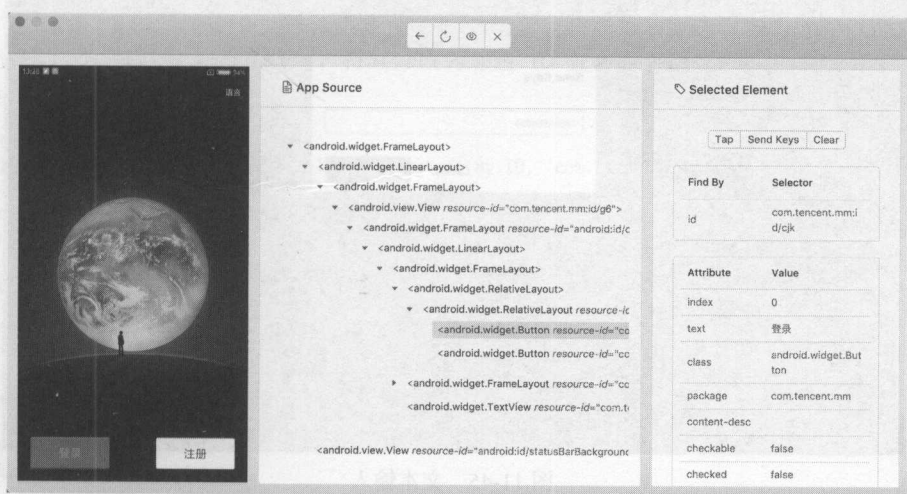 语言
登录
注册
App Source
<android.widget.FrameLayout>
<android.widget.LinearLayout>
<android.widget.FrameLayout>
<android.view.View resource-id="com.tencent.mm:id/g6">
<android.widget.FrameLayout resource-id="android:id/c
<android.widget.LinearLayout>
<android.widget.FrameLayout>
<android.widget.RelativeLayout>
<android.widget.RelativeLayout resource-id
<android.widget.Button resource-id="cc
<android.widget.Button resource-id="cc
<android.widget.FrameLayout resource-id="cc
<android.widget.TextView resource-id="com.t
<android.view.View resource-id="android:id/statusBarBackground
Selected Element
Tap Send Keys Clear
Find By Selector
id com.tencent.mm:i
d/cjk
Attribute Value
index 0
text 登录
class android.widget.But
ton
package com.tencent.mm
content-desc
checkable false
checked false